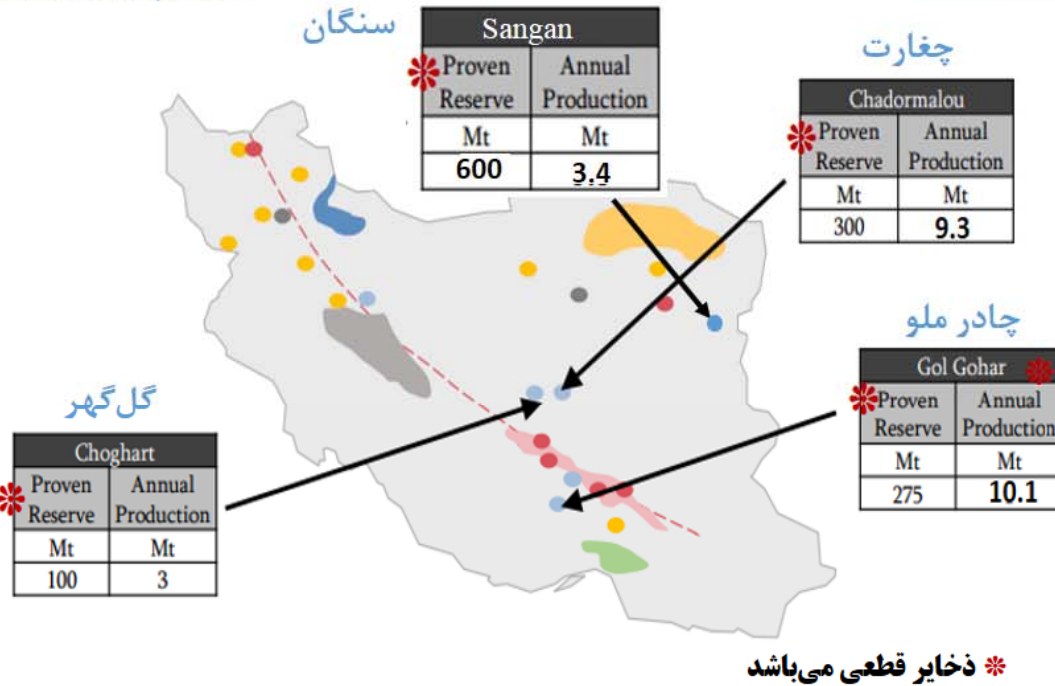 سنگان
Sangan
❋ Proven Reserve | Annual Production
Mt | Mt
600 | 3.4
چغارت
Chadormalou
❋ Proven Reserve | Annual Production
Mt | Mt
300 | 9.3
چادر ملو
Gol Gohar ❋
❋ Proven Reserve | Annual Production
Mt | Mt
275 | 10.1
گل‌گهر
Choghart
❋ Proven Reserve | Annual Production
Mt | Mt
100 | 3
❋ ذخایر قطعی می‌باشد